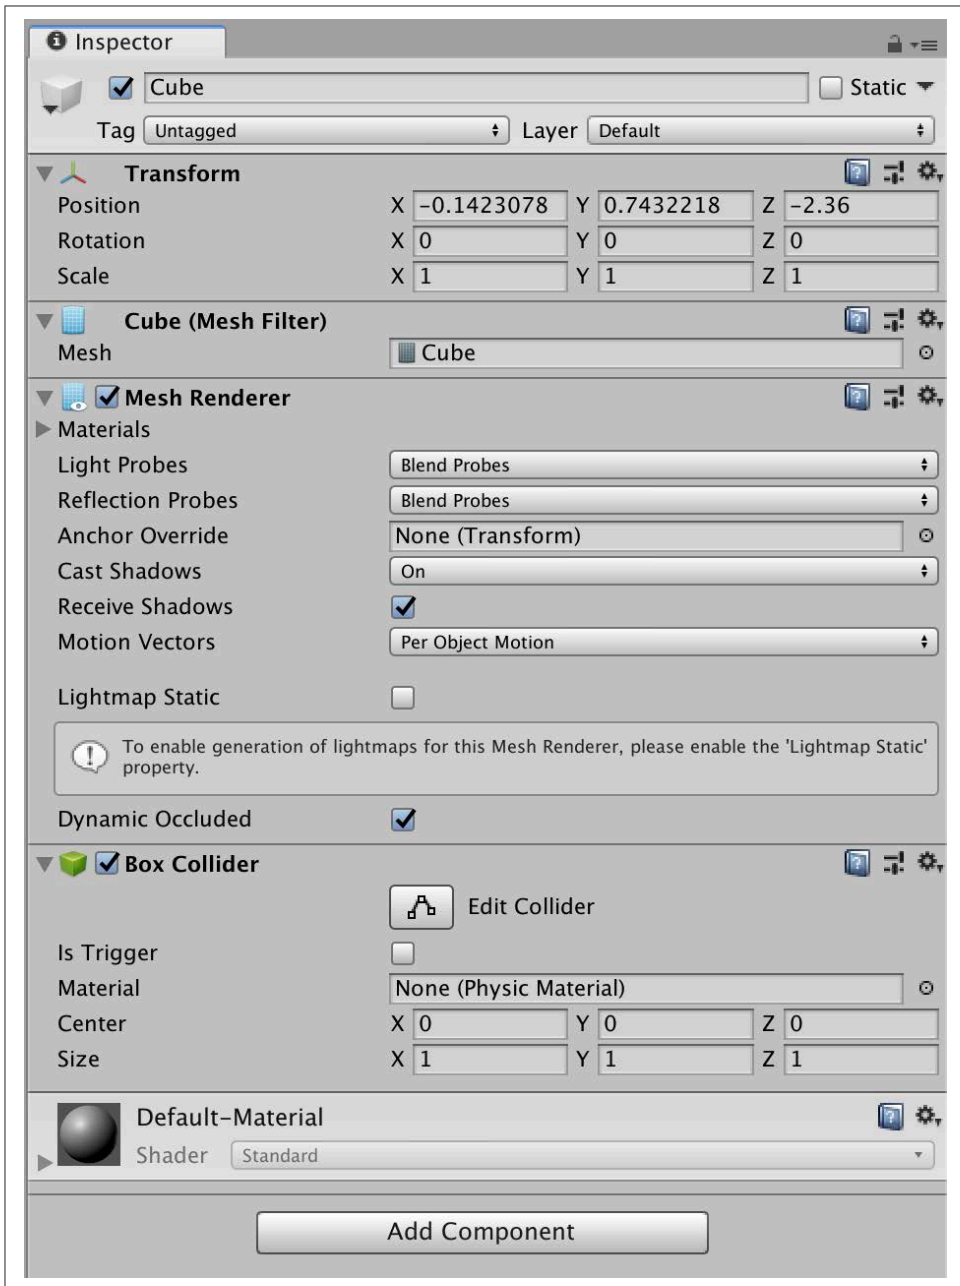 Inspector
Cube Static
Tag Untagged Layer Default
Transform
Position X -0.1423078 Y 0.7432218 Z -2.36
Rotation X 0 Y 0 Z 0
Scale X 1 Y 1 Z 1
Cube (Mesh Filter)
Mesh Cube
Mesh Renderer
Materials
Light Probes Blend Probes
Reflection Probes Blend Probes
Anchor Override None (Transform)
Cast Shadows On
Receive Shadows
Motion Vectors Per Object Motion
Lightmap Static
To enable generation of lightmaps for this Mesh Renderer, please enable the 'Lightmap Static'
property.
Dynamic Occluded
Box Collider
Edit Collider
Is Trigger
Material None (Physic Material)
Center X 0 Y 0 Z 0
Size X 1 Y 1 Z 1
Default-Material
Shader Standard
Add Component